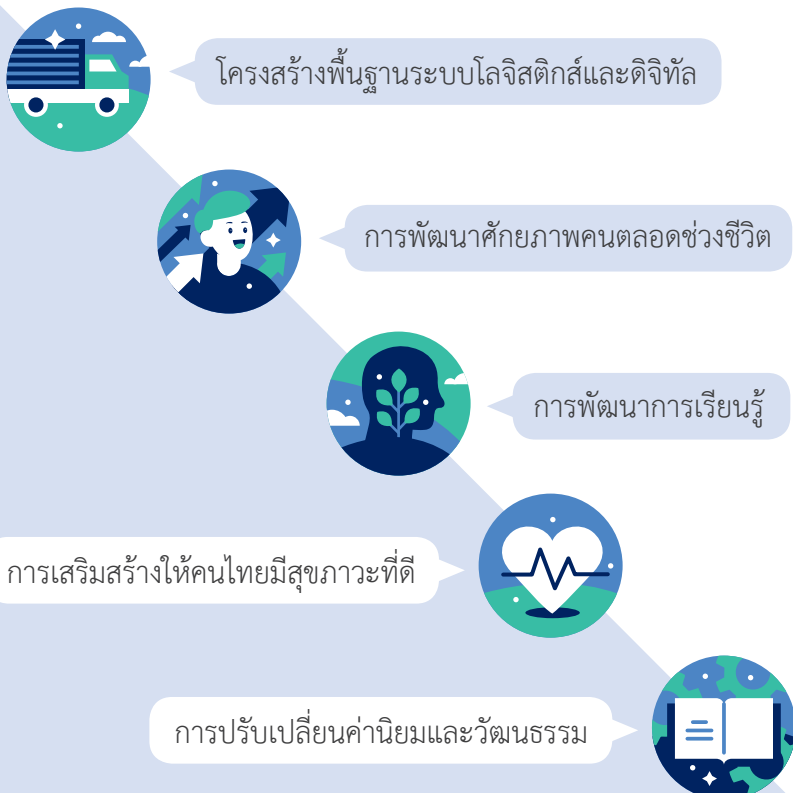 โครงสร้างพื้นฐานระบบโลจิสติกส์และดิจิทัล
การพัฒนาศักยภาพคนตลอดช่วงชีวิต
การพัฒนาการเรียนรู้
การเสริมสร้างให้คนไทยมีสุขภาวะที่ดี
การปรับเปลี่ยนค่านิยมและวัฒนธรรม